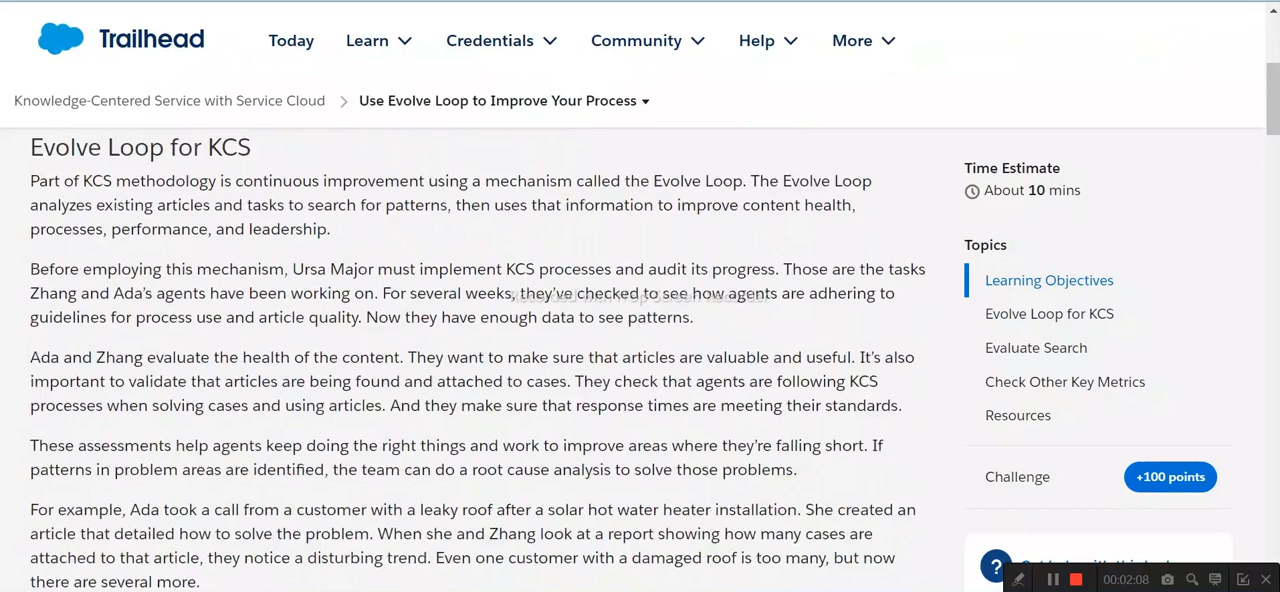 Trailhead
Today Learn Credentials Community Help More
Knowledge-Centered Service with Service Cloud Use Evolve Loop to Improve Your Process
Evolve Loop for KCS
Part of KCS methodology is continuous improvement using a mechanism called the Evolve Loop. The Evolve Loop
analyzes existing articles and tasks to search for patterns, then uses that information to improve content health,
processes, performance, and leadership.
Before employing this mechanism, Ursa Major must implement KCS processes and audit its progress. Those are the tasks
Zhang and Ada’s agents have been working on. For several weeks, they’ve checked to see how agents are adhering to
guidelines for process use and article quality. Now they have enough data to see patterns.
Ada and Zhang evaluate the health of the content. They want to make sure that articles are valuable and useful. It’s also
important to validate that articles are being found and attached to cases. They check that agents are following KCS
processes when solving cases and using articles. And they make sure that response times are meeting their standards.
These assessments help agents keep doing the right things and work to improve areas where they’re falling short. If
patterns in problem areas are identified, the team can do a root cause analysis to solve those problems.
For example, Ada took a call from a customer with a leaky roof after a solar hot water heater installation. She created an
article that detailed how to solve the problem. When she and Zhang look at a report showing how many cases are
attached to that article, they notice a disturbing trend. Even one customer with a damaged roof is too many, but now
there are several more.
Time Estimate
About 10 mins
Topics
Learning Objectives
Evolve Loop for KCS
Evaluate Search
Check Other Key Metrics
Resources
Challenge +100 points
?
00:02:08